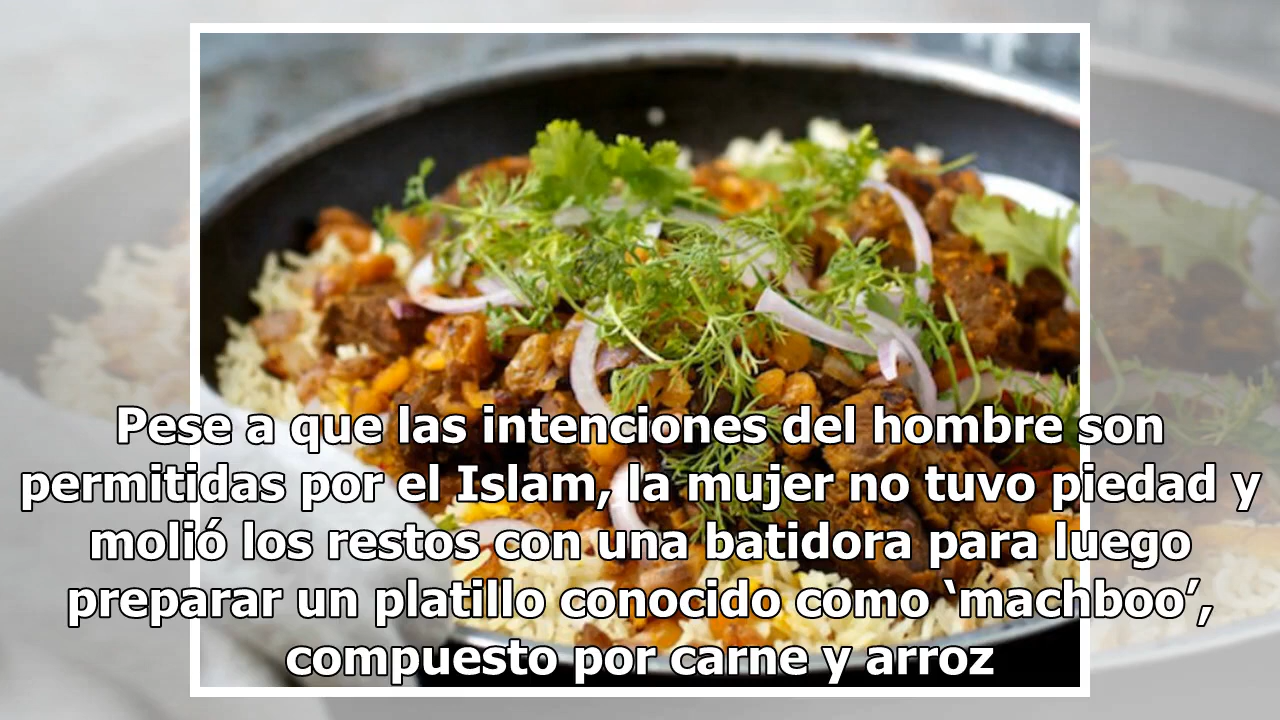 Pese a que las intenciones del hombre son
permitidas por el Islam, la mujer no tuvo piedad y
molió los restos con una batidora para luego
preparar un platillo conocido como ‘machboo’,
compuesto por carne y arroz